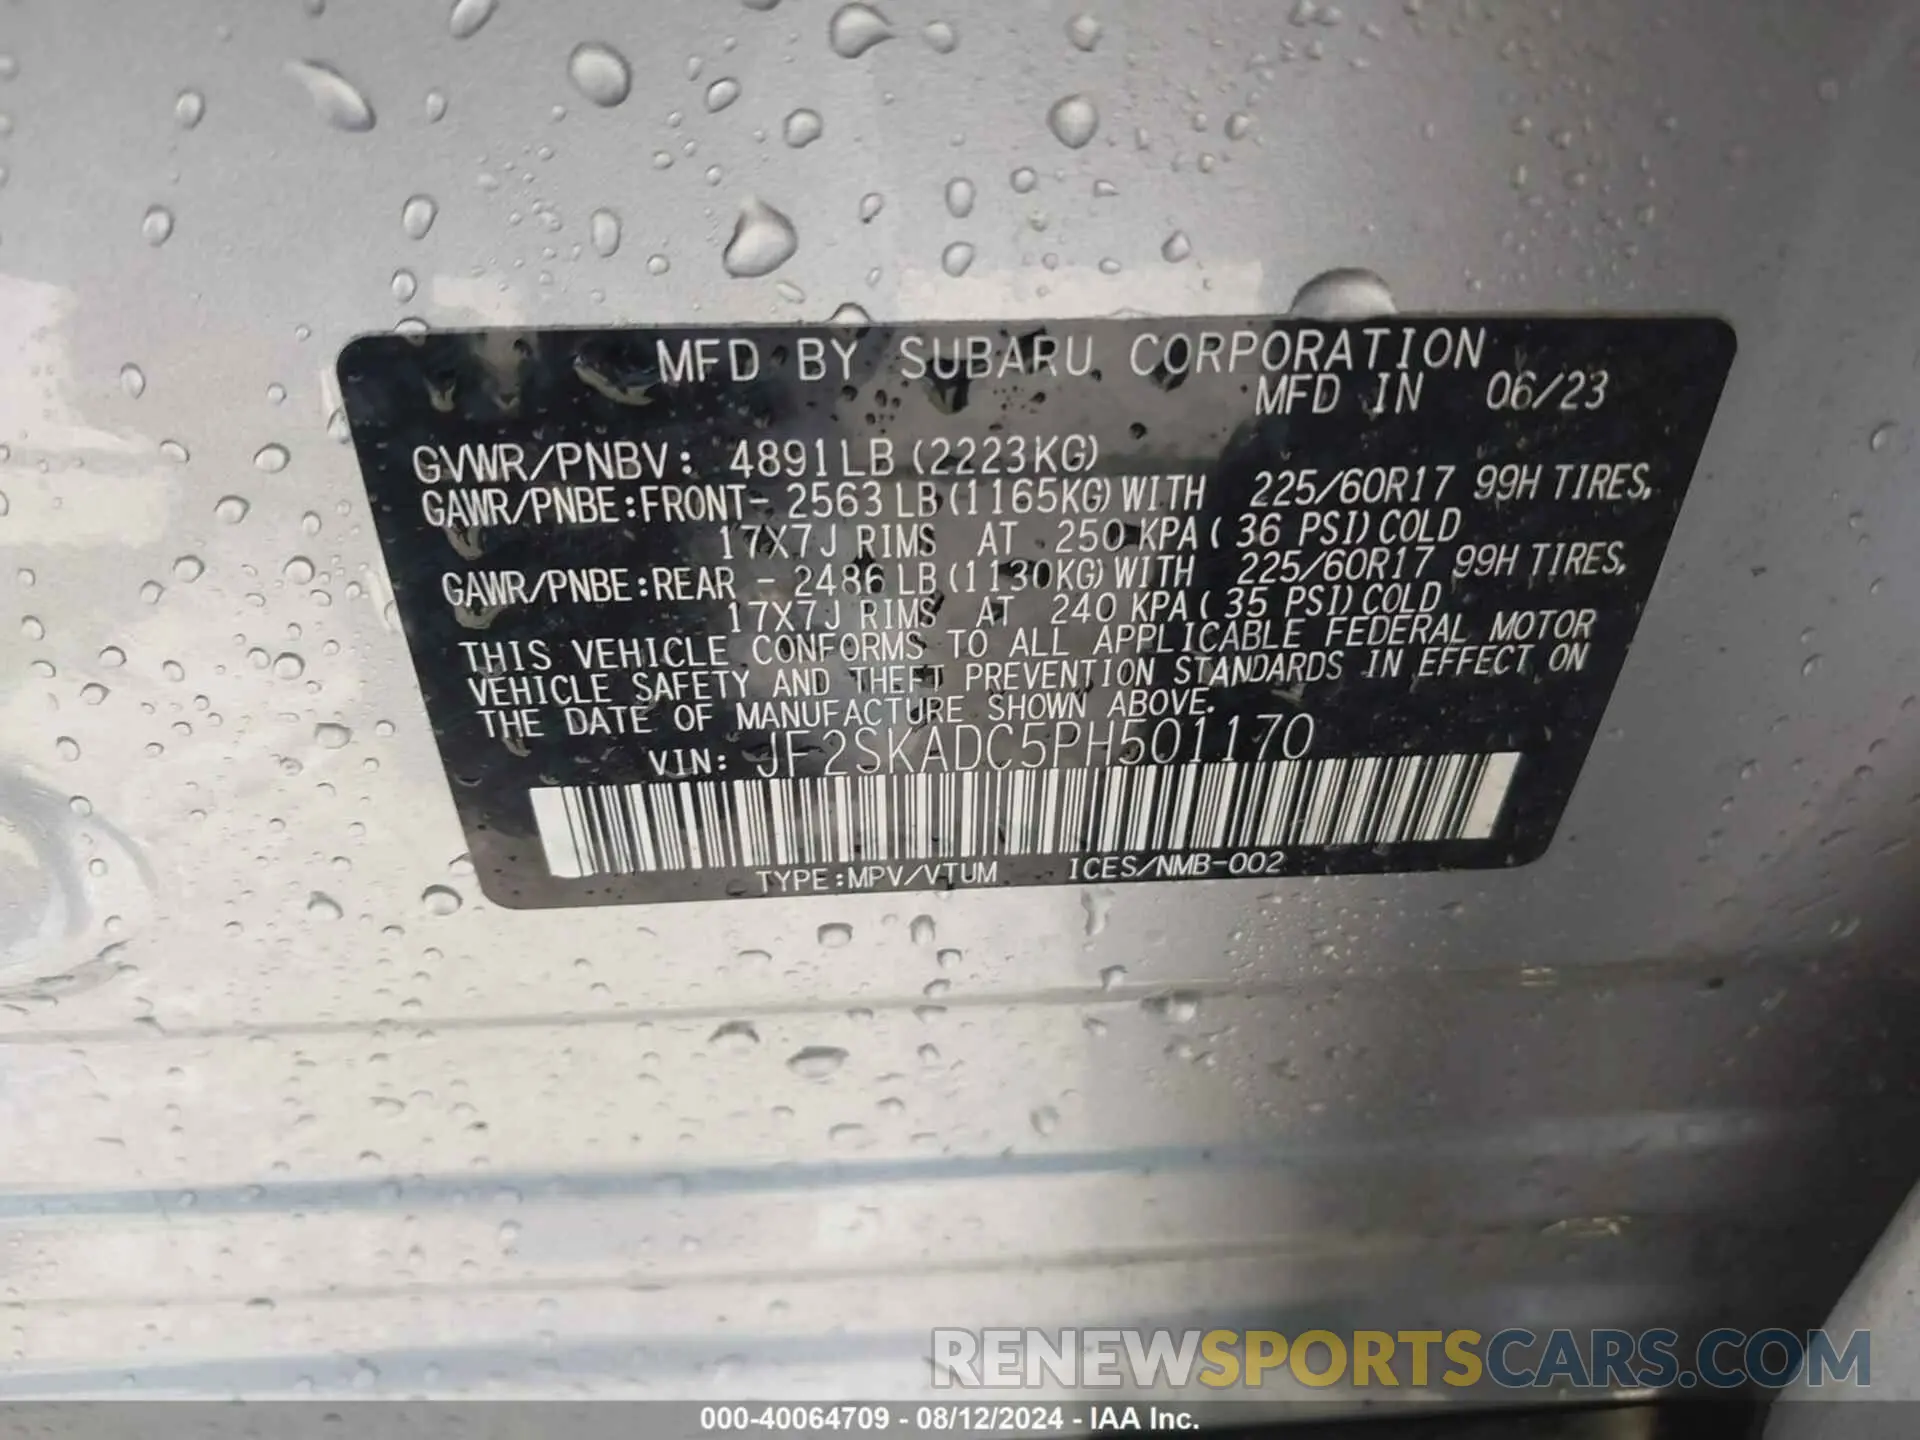 MFD BY SUBARU CORPORATION
MFD IN 06/23
GVWR/PNBV: 4891LB (2223KG)
GAWR/PNBE:FRONT- 2563LB(1165KG)WITH 225/60R17 99H TIRES,
17X7J RIMS AT 250 KPA( 36 PSI)COLD
GAWR/PNBE:REAR - 2486LB(1130KG)WITH 225/60R17 99H TIRES,
17X7J RIMS AT 240 KPA( 35 PSI)COLD
THIS VEHICLE CONFORMS TO ALL APPLICABLE FEDERAL MOTOR
VEHICLE SAFETY AND THEFT PREVENTION STANDARDS IN EFFECT ON
THE DATE OF MANUFACTURE SHOWN ABOVE.
VIN: JF2SKADC5PH501170
TYPE:MPV/VTUM ICES/NMB-002
RENEWSPORTSCARS.COM
000-40064709 - 08/12/2024 - IAA Inc.